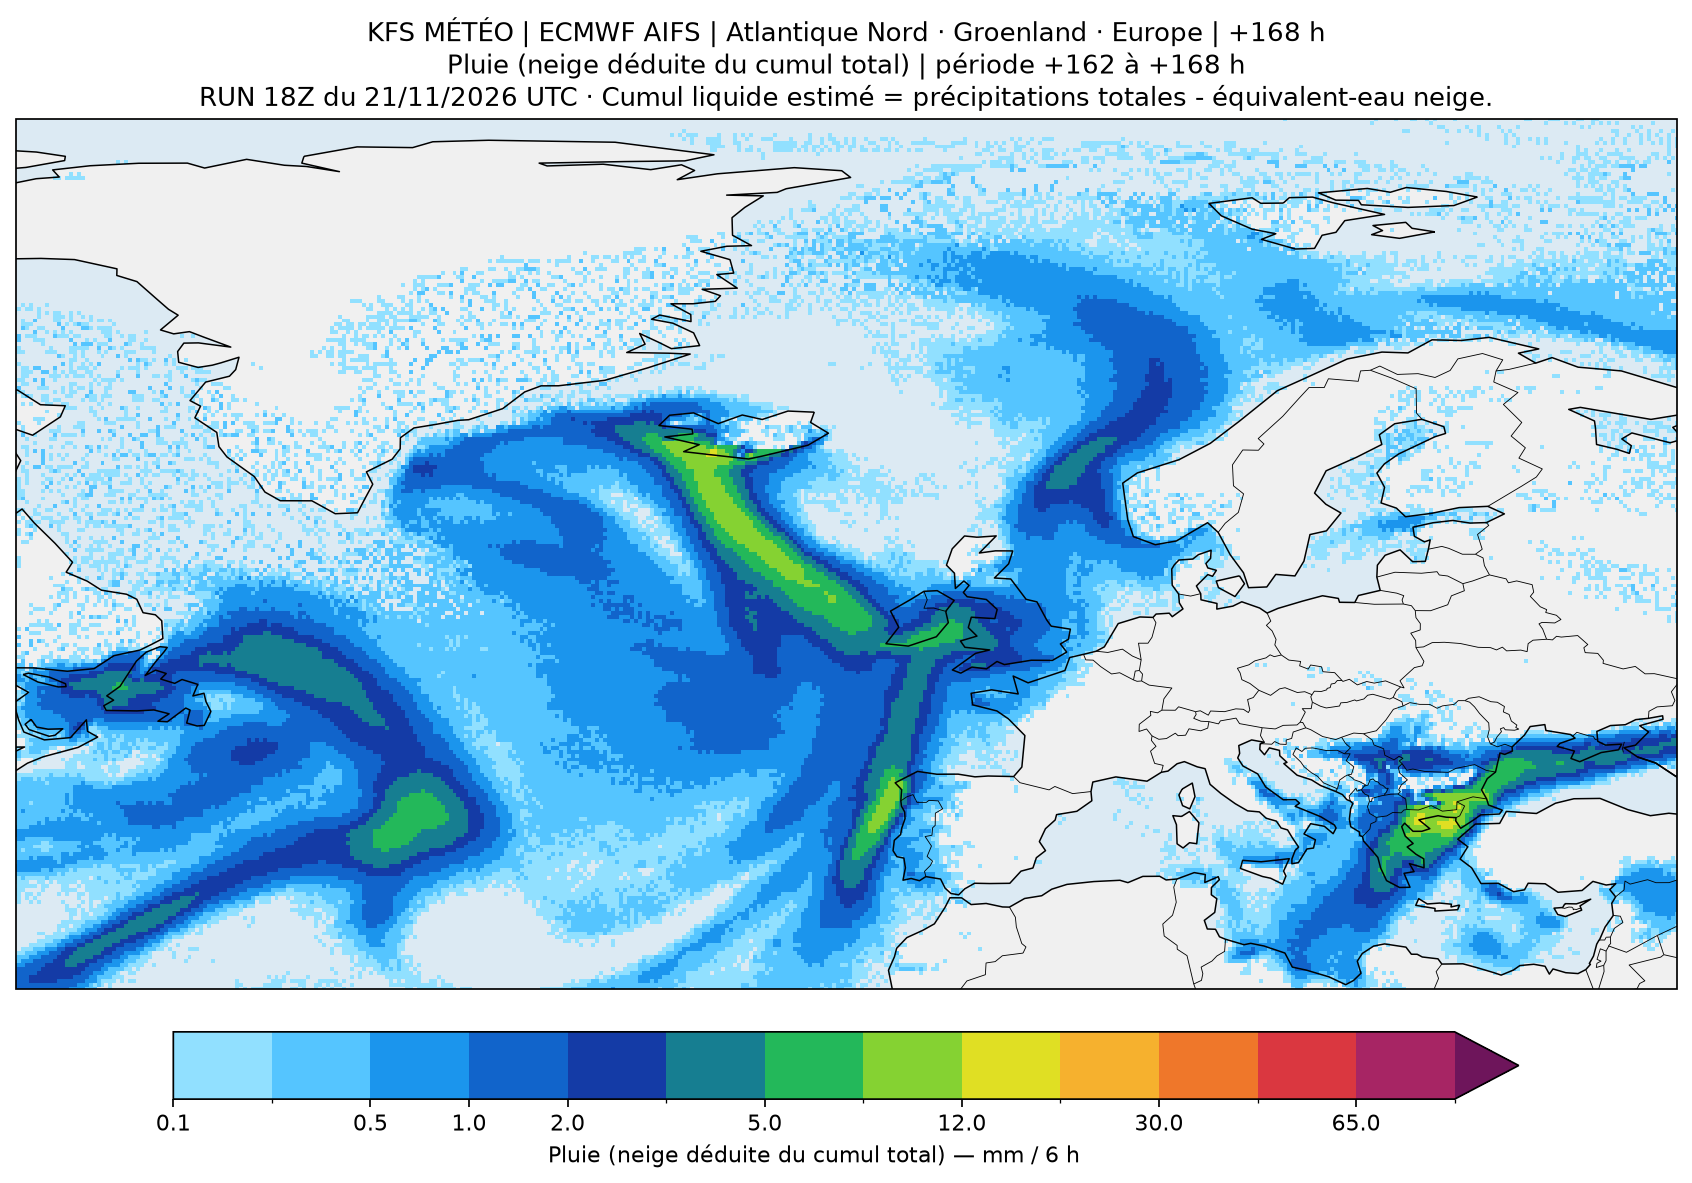 KFS MÉTÉO | ECMWF AIFS | Atlantique Nord · Groenland · Europe | +168 h
Pluie (neige déduite du cumul total) | période +162 à +168 h
RUN 18Z du 21/11/2026 UTC · Cumul liquide estimé = précipitations totales - équivalent-eau neige.
0.1 0.5 1.0 2.0 5.0 12.0 30.0 65.0
Pluie (neige déduite du cumul total) — mm / 6 h